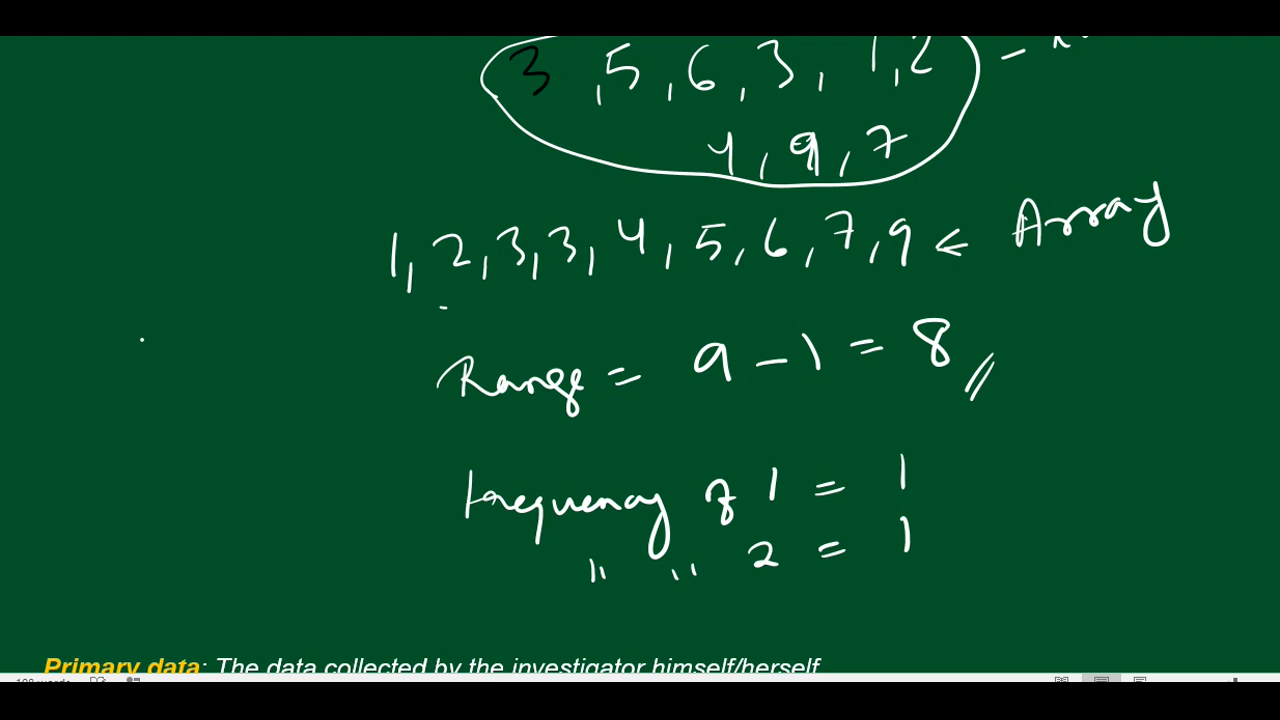 3 ,5 ,6 ,3 , 1,2 -
4 , 9 , 7
1, 2 ,3 ,3 , 4 , 5 , 6 , 7 , 9 ← Array
Range = 9 - 1 = 8 //
Frequency of 1 = 1
" " 2 = 1
Primary data: The data collected by the investigator himself/herself